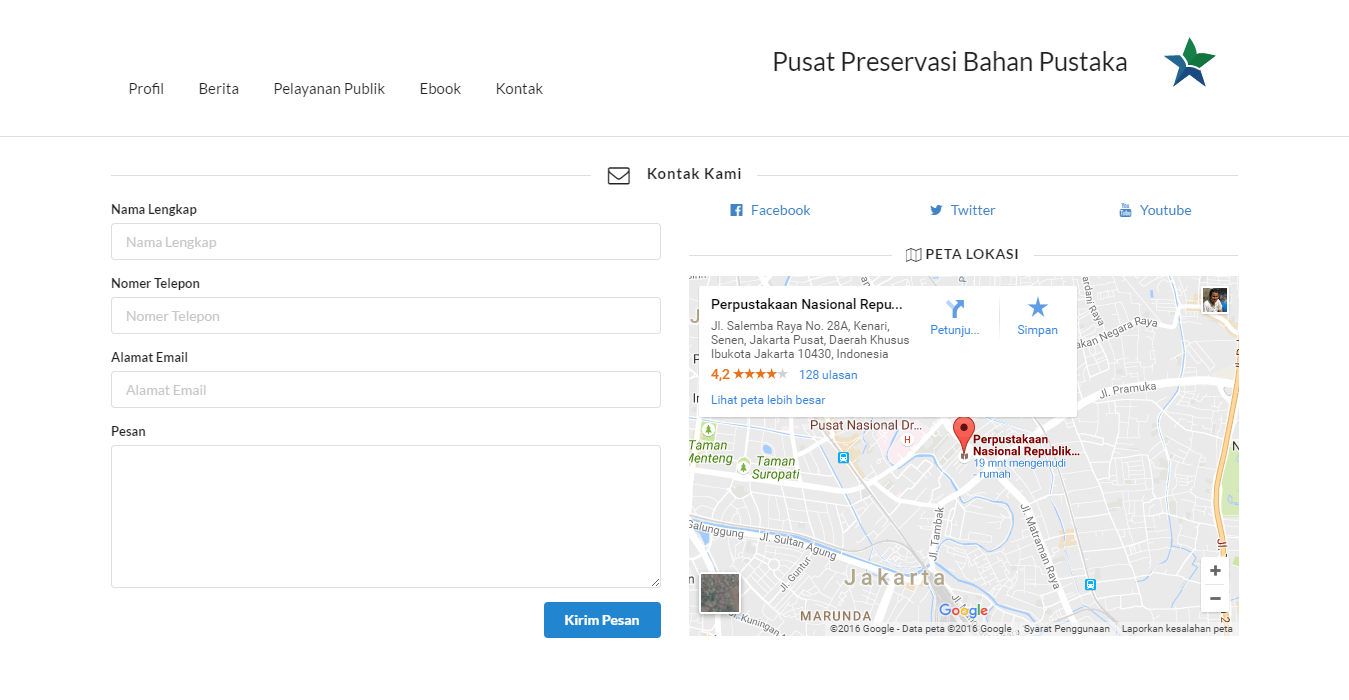 Pusat Preservasi Bahan Pustaka
Profil
Berita
Pelayanan Publik
Ebook
Kontak
Kontak Kami
Nama Lengkap
Nama Lengkap
Nomer Telepon
Nomer Telepon
Alamat Email
Alamat Email
Pesan
Kirim Pesan
Facebook
Twitter
Youtube
PETA LOKASI
Perpustakaan Nasional Repu...
Jl. Salemba Raya No. 28A, Kenari,
Senen, Jakarta Pusat, Daerah Khusus
Ibukota Jakarta 10430, Indonesia
4,2
128 ulasan
Lihat peta lebih besar
Petunju...
Simpan
akan Negara Raya
Jl. Pramuka
Pusat Nasional Dr...
H
Perpustakaan
Nasional Republik...
19 mnt mengemudi
- rumah
Taman
Menteng
Taman
Suropati
Jl. Tambak
Jl. Matraman Raya
Jl. Sultan Agung
Jl. Guntur
Jakarta
MARUNDA
Jl. Kuningan
Google
+
−
©2016 Google - Data peta ©2016 Google
Syarat Penggunaan
Laporkan kesalahan peta